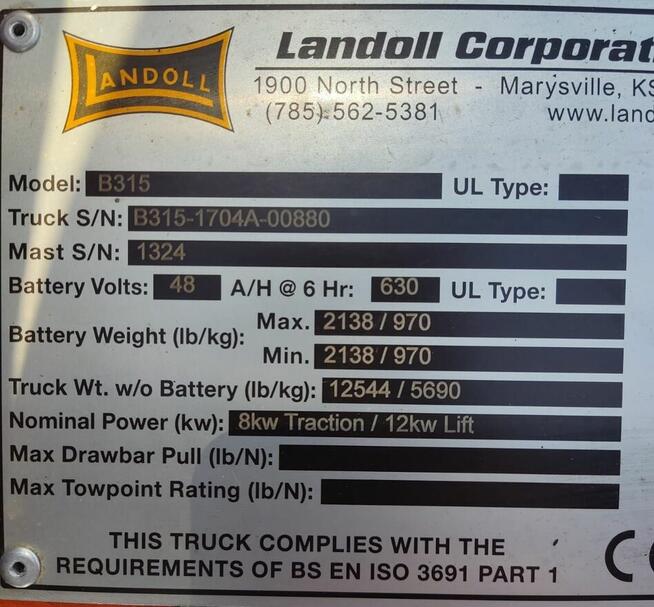 LANDOLL
Landoll Corporati
1900 North Street - Marysville, KS
(785) 562-5381 www.land
Model: B315 UL Type:
Truck S/N: B315-1704A-00880
Mast S/N: 1324
Battery Volts: 48 A/H @ 6 Hr: 630 UL Type:
Battery Weight (lb/kg): Max. 2138 / 970
Min. 2138 / 970
Truck Wt. w/o Battery (lb/kg): 12544 / 5690
Nominal Power (kw): 8kw Traction / 12kw Lift
Max Drawbar Pull (lb/N):
Max Towpoint Rating (lb/N):
THIS TRUCK COMPLIES WITH THE
REQUIREMENTS OF BS EN ISO 3691 PART 1